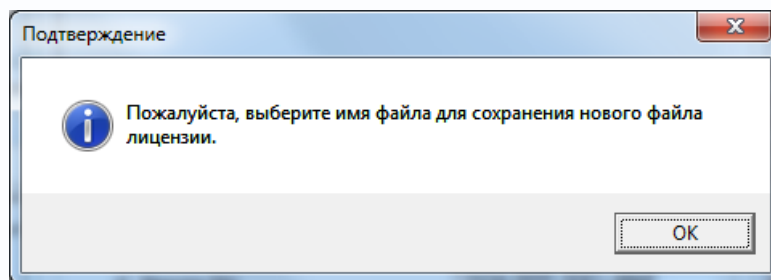 Подтверждение
Пожалуйста, выберите имя файла для сохранения нового файла
лицензии.
OK